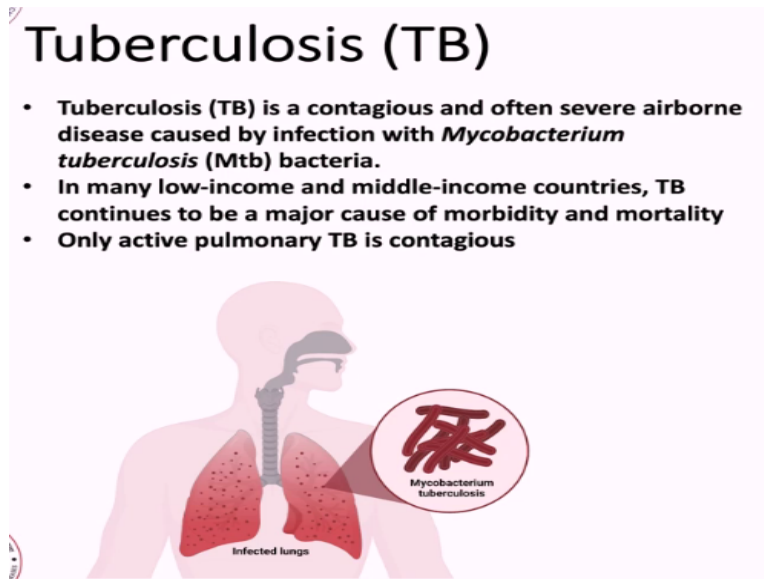 Tuberculosis (TB)
• Tuberculosis (TB) is a contagious and often severe airborne
disease caused by infection with Mycobacterium
tuberculosis (Mtb) bacteria.
• In many low-income and middle-income countries, TB
continues to be a major cause of morbidity and mortality
• Only active pulmonary TB is contagious
Mycobacterium
tuberculosis
Infected lungs